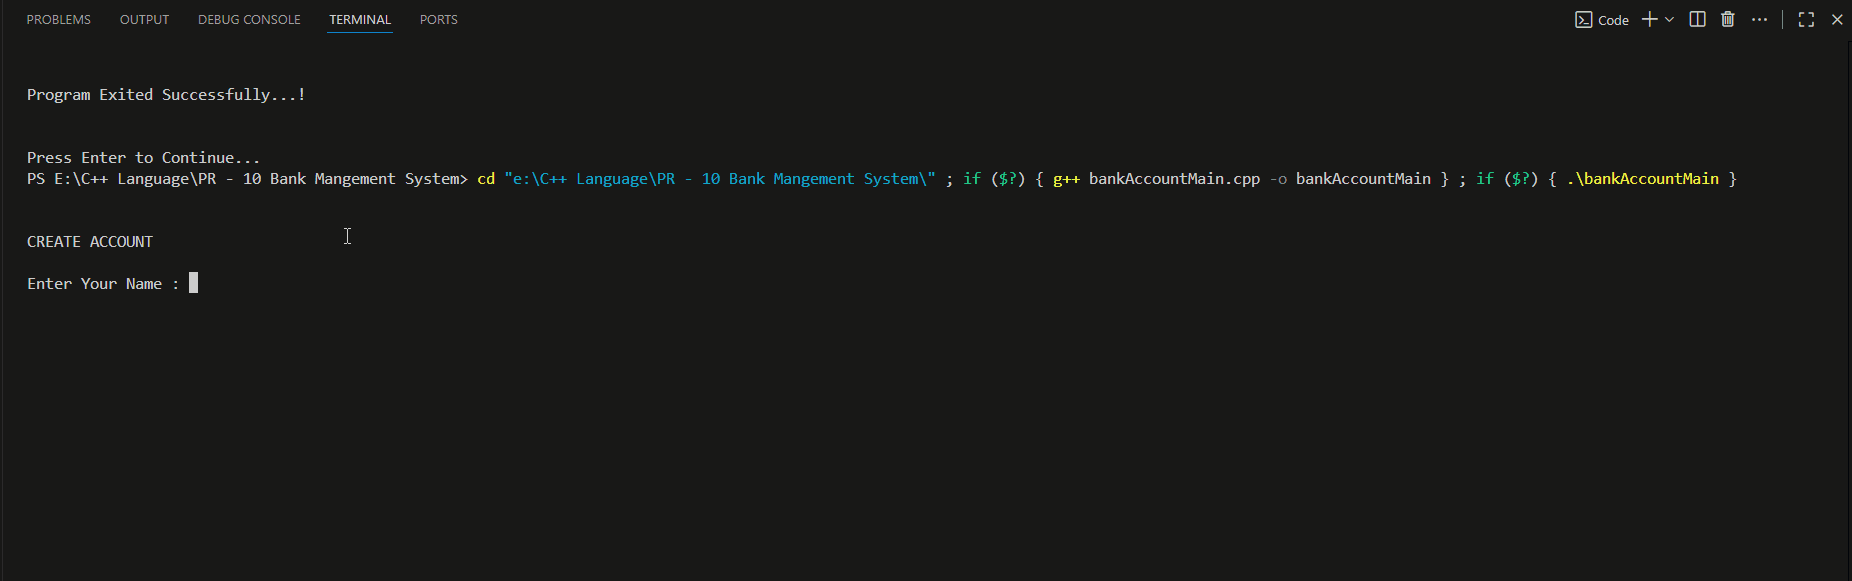 PROBLEMS OUTPUT DEBUG CONSOLE TERMINAL PORTS Code
Program Exited Successfully...!
Press Enter to Continue...
PS E:\C++ Language\PR - 10 Bank Mangement System> cd "e:\C++ Language\PR - 10 Bank Mangement System\" ; if ($?) { g++ bankAccountMain.cpp -o bankAccountMain } ; if ($?) { .\bankAccountMain }
CREATE ACCOUNT
Enter Your Name :